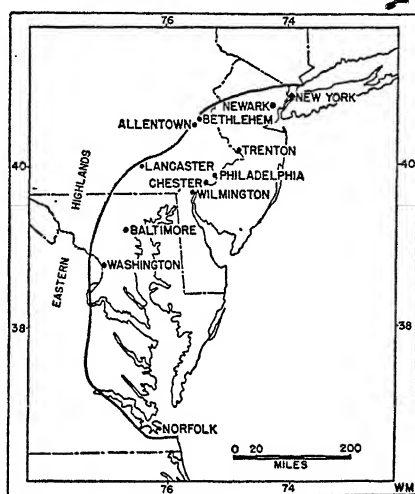 76 74
NEW YORK
NEWARK
BETHLEHEM
ALLENTOWN
TRENTON
40 LANCASTER 40
PHILADELPHIA
CHESTER
WILMINGTON
HIGHLANDS
BALTIMORE
WASHINGTON
EASTERN
38 38
NORFOLK
0 20 200
MILES
76 74 WM